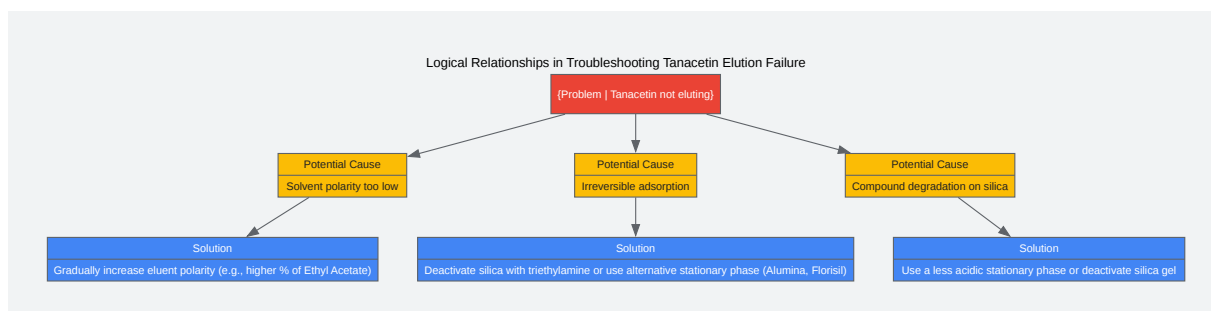 Logical Relationships in Troubleshooting Tanacetin Elution Failure
{Problem | Tanacetin not eluting}
Potential Cause
Solvent polarity too low
Potential Cause
Irreversible adsorption
Potential Cause
Compound degradation on silica
Solution
Gradually increase eluent polarity (e.g., higher % of Ethyl Acetate)
Solution
Deactivate silica with triethylamine or use alternative stationary phase (Alumina, Florisil)
Solution
Use a less acidic stationary phase or deactivate silica gel